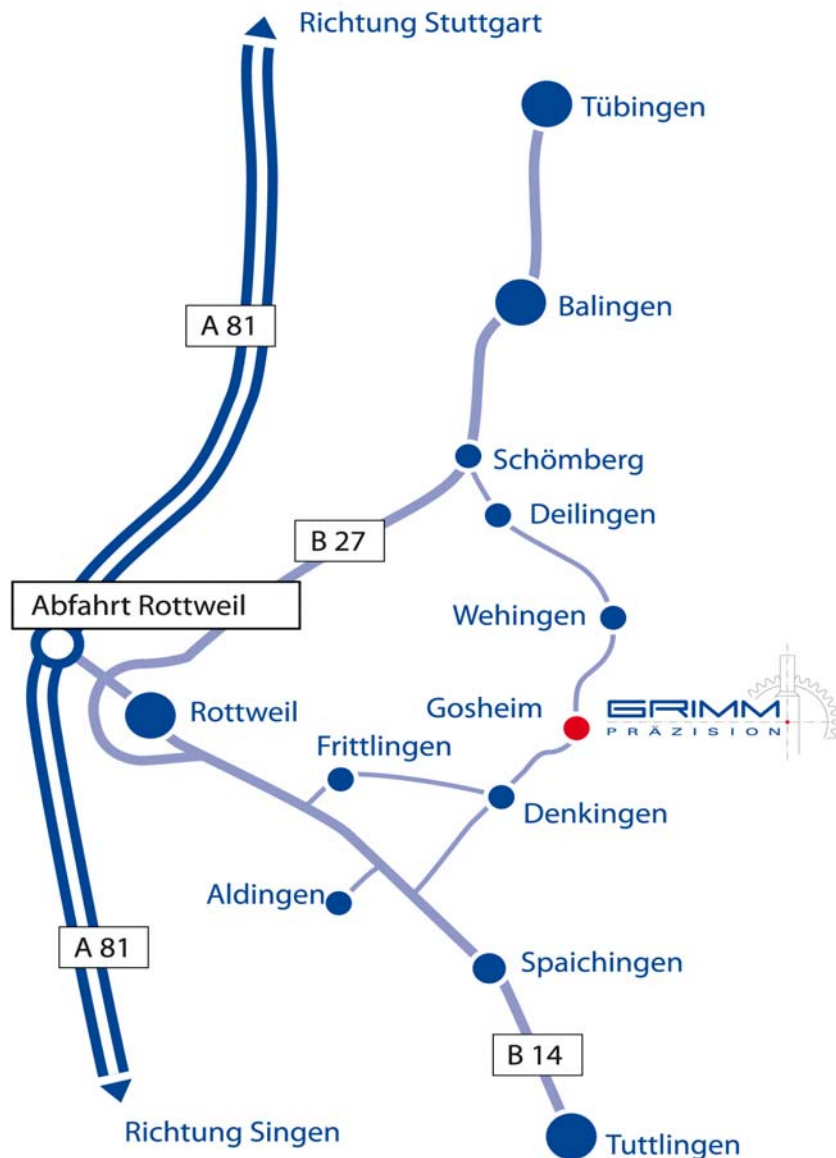 Richtung Stuttgart
Tübingen
Balingen
A 81
Schömberg
Deilingen
B 27
Abfahrt Rottweil
Wehingen
Rottweil
Gosheim
GRIMM
PRÄZISION
Frittlingen
Denkingen
Aldingen
A 81
Spaichingen
B 14
Richtung Singen
Tuttlingen